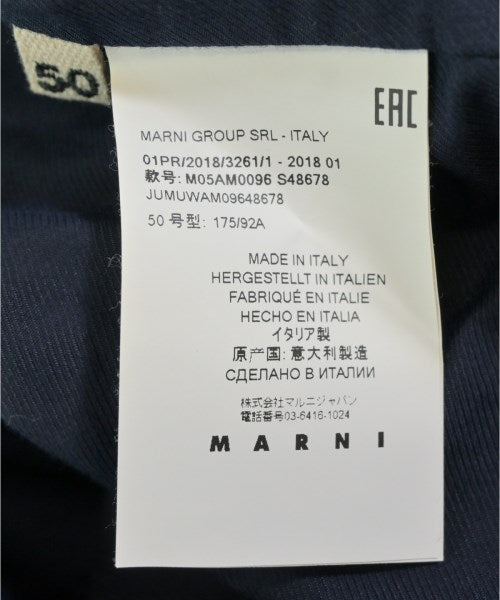 50
EAC
MARNI GROUP SRL - ITALY
01PR/2018/3261/1 - 2018 01
款号: M05AM0096 S48678
JUMUWAM09648678
50 号型: 175/92A
MADE IN ITALY
HERGESTELLT IN ITALIEN
FABRIQUÉ EN ITALIE
HECHO EN ITALIA
イタリア製
原产国: 意大利製造
СДЕЛАНО В ИТАЛИИ
株式会社マルニジャパン
電話番号03-6416-1024
MARNI